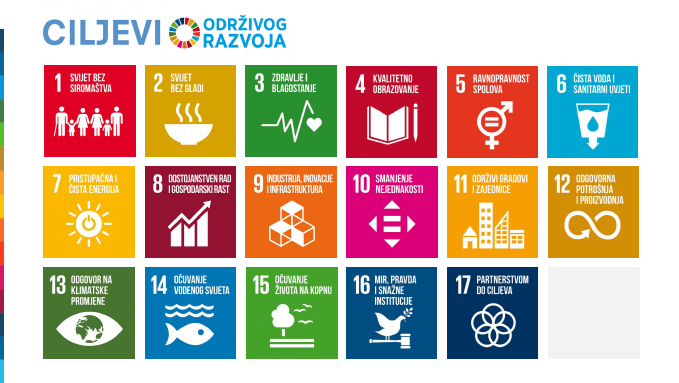 CILJEVI ODRŽIVOG
RAZVOJA
1 SVIJET BEZ
SIROMAŠTVA
2 SVIJET
BEZ GLADI
3 ZDRAVLJE I
BLAGOSTANJE
4 KVALITETNO
OBRAZOVANJE
5 RAVNOPRAVNOST
SPOLOVA
6 ČISTA VODA I
SANITARNI UVJETI
7 PRISTUPAČNA I
ČISTA ENERGIJA
8 DOSTOJANSTVEN RAD
I GOSPODARSKI RAST
9 INDUSTRIJA, INOVACIJE
I INFRASTRUKTURA
10 SMANJENJE
NEJEDNAKOSTI
11 ODRŽIVI GRADOVI
I ZAJEDNICE
12 ODGOVORNA
POTROŠNJA
I PROIZVODNJA
13 ODGOVOR NA
KLIMATSKE
PROMJENE
14 OČUVANJE
VODENOG SVIJETA
15 OČUVANJE
ŽIVOTA NA KOPNU
16 MIR, PRAVDA
I SNAŽNE
INSTITUCIJE
17 PARTNERSTVOM
DO CILJEVA